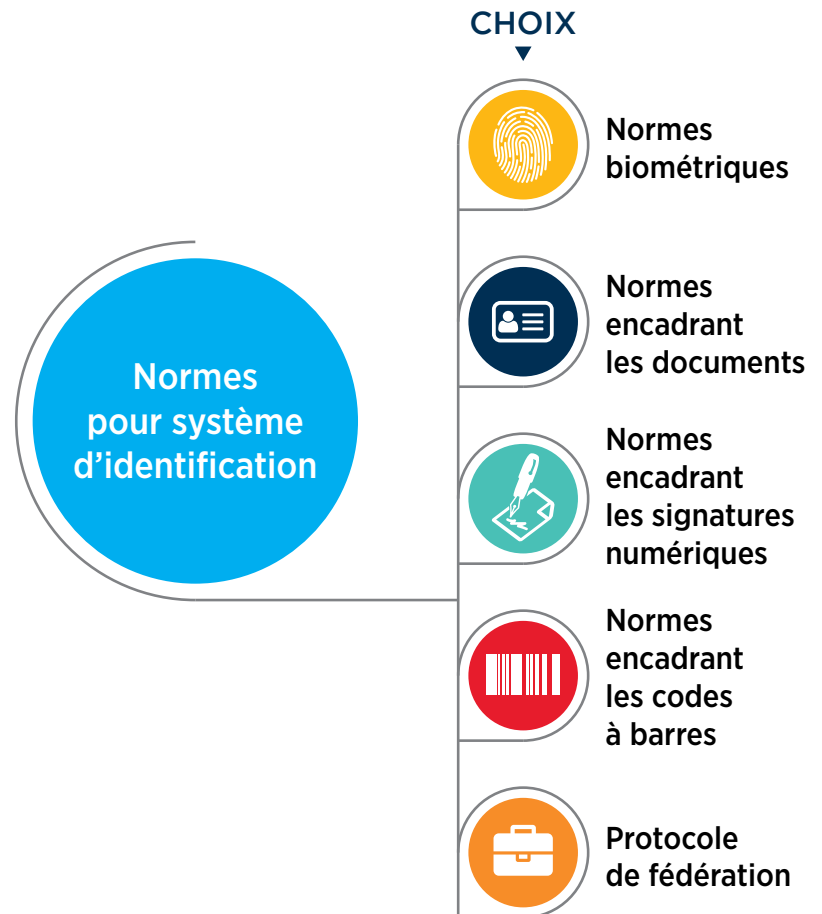 CHOIX
Normes
biométriques
Normes
encadrant
les documents
Normes
pour système
d’identification
Normes
encadrant
les signatures
numériques
Normes
encadrant
les codes
à barres
Protocole
de fédération